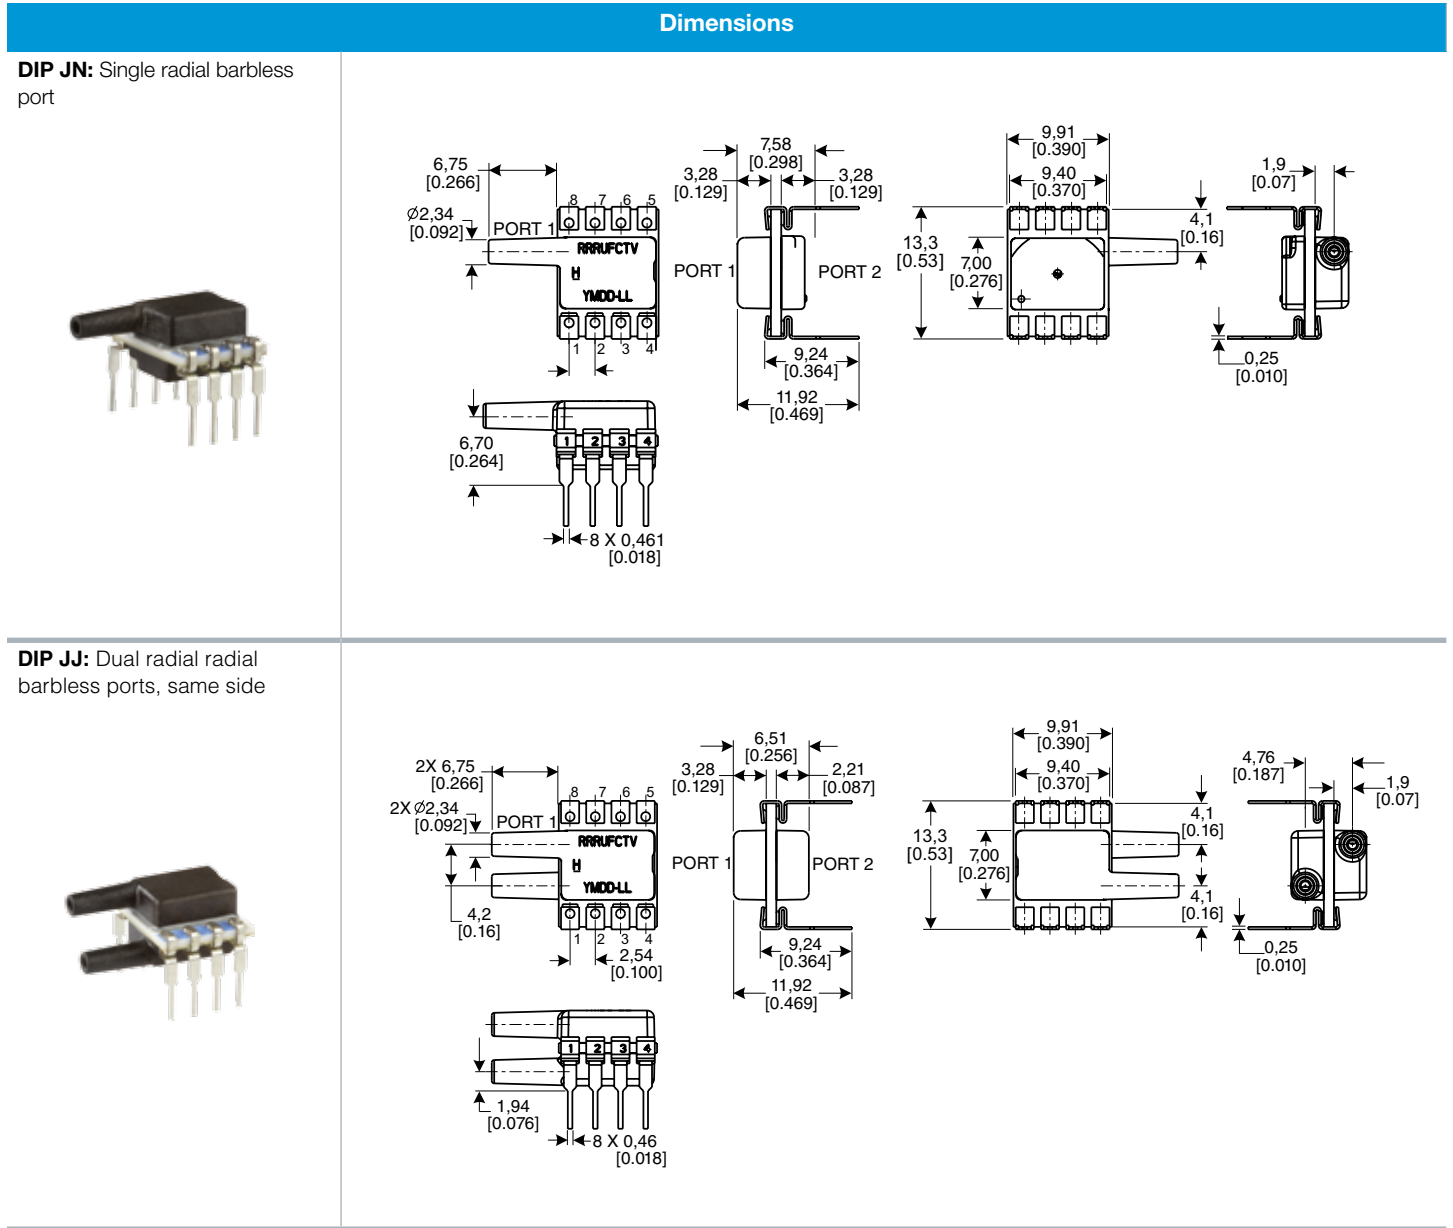 Dimensions
DIP JN: Single radial barbless
port
7,58
[0.298]
9,91
[0.390]
6,75
[0.266]
3,28
[0.129]
3,28
[0.129]
9,40
[0.370]
1,9
[0.07]
Ø2,34
[0.092]
PORT 1
8 7 6 5
RRRUFCTV
H
YMDD-LL
1 2 3 4
PORT 1
PORT 2
13,3
[0.53]
7,00
[0.276]
4,1
[0.16]
9,24
[0.364]
11,92
[0.469]
0,25
[0.010]
6,70
[0.264]
1 2 3 4
8 X 0,461
[0.018]
DIP JJ: Dual radial radial
barbless ports, same side
6,51
[0.256]
9,91
[0.390]
2X 6,75
[0.266]
3,28
[0.129]
2,21
[0.087]
9,40
[0.370]
4,76
[0.187]
1,9
[0.07]
2X Ø2,34
[0.092]
PORT 1
8 7 6 5
RRRUFCTV
H
YMDD-LL
1 2 3 4
4,2
[0.16]
2,54
[0.100]
PORT 1
PORT 2
13,3
[0.53]
7,00
[0.276]
4,1
[0.16]
4,1
[0.16]
9,24
[0.364]
11,92
[0.469]
0,25
[0.010]
1 2 3 4
1,94
[0.076]
8 X 0,46
[0.018]